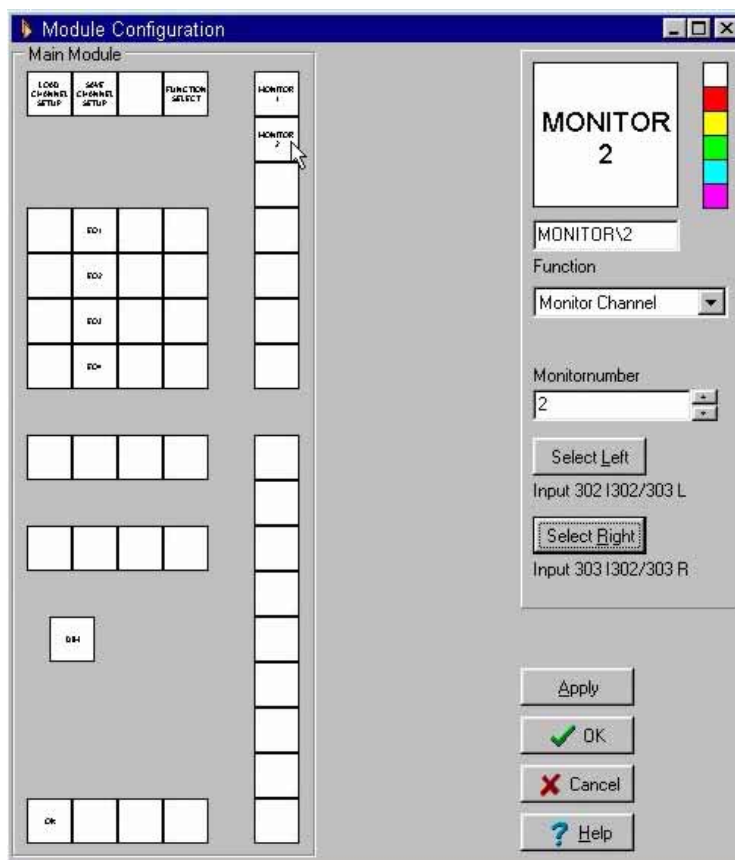 Module Configuration
Main Module
LOAD
CHANNEL
SETUP
SAVE
CHANNEL
SETUP
FUNCTION
SELECT
MONITOR
1
MONITOR
2
EQ1
EQ2
EQ3
EQ4
DIM
OK
MONITOR
2
MONITOR\2
Function
Monitor Channel
Monitornumber
2
Select Left
Input 302 I302/303 L
Select Right
Input 303 I302/303 R
Apply
OK
Cancel
? Help